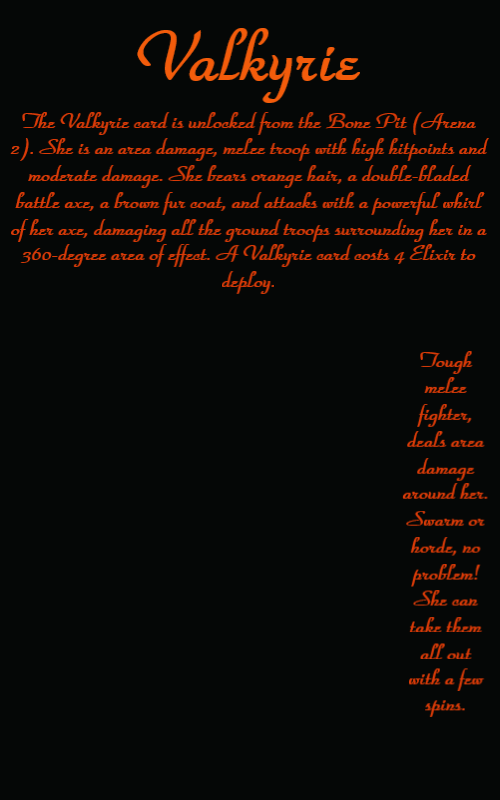 Valkyrie
The Valkyrie card is unlocked from the Bone Pit (Arena
2). She is an area damage, melee troop with high hitpoints and
moderate damage. She bears orange hair, a double-bladed
battle axe, a brown fur coat, and attacks with a powerful whirl
of her axe, damaging all the ground troops surrounding her in a
360-degree area of effect. A Valkyrie card costs 4 Elixir to
deploy.
Tough
melee
fighter,
deals area
damage
around her.
Swarm or
horde, no
problem!
She can
take them
all out
with a few
spins.